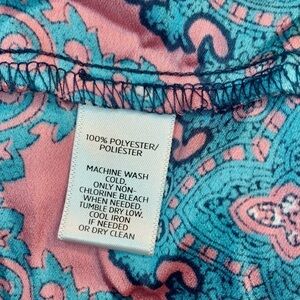 100% POLYESTER/
POLIÉSTER
MACHINE WASH
COLD,
ONLY NON-
CHLORINE BLEACH
WHEN NEEDED.
TUMBLE DRY LOW.
COOL IRON
IF NEEDED
OR DRY CLEAN